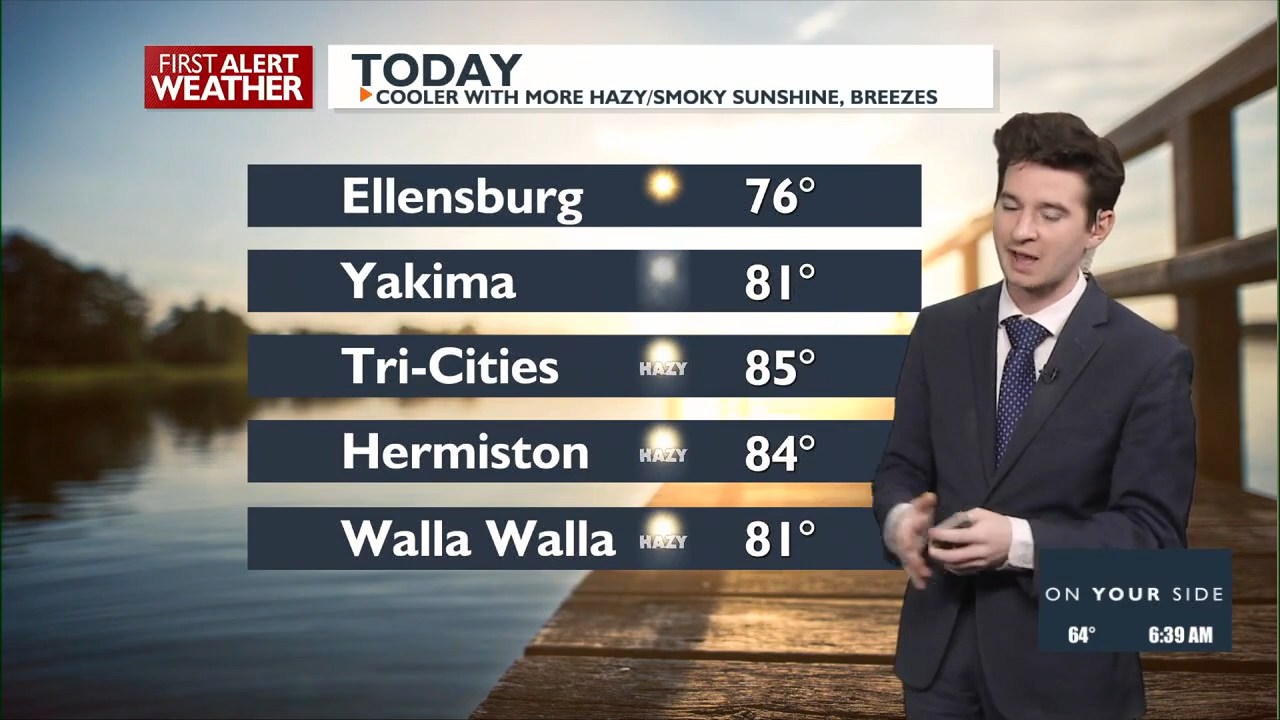 FIRST ALERT
WEATHER
TODAY
COOLER WITH MORE HAZY/SMOKY SUNSHINE, BREEZES
Ellensburg 76°
Yakima 81°
Tri-Cities HAZY 85°
Hermiston HAZY 84°
Walla Walla HAZY 81°
ON YOUR SIDE
64° 6:39 AM